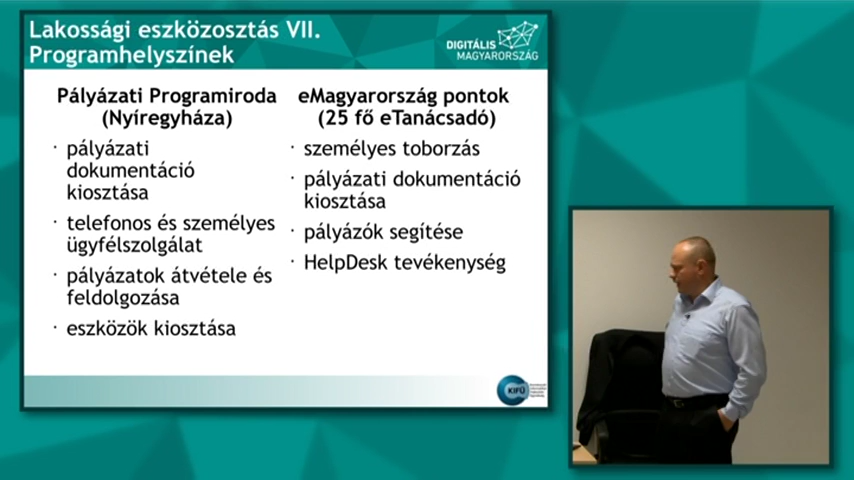 Lakossági eszközosztás VII.
Programhelyszínek
DIGITÁLIS
MAGYARORSZÁG
Pályázati Programiroda
(Nyíregyháza)
· pályázati
dokumentáció
kiosztása
· telefonos és személyes
ügyfélszolgálat
· pályázatok átvétele és
feldolgozása
· eszközök kiosztása
eMagyarország pontok
(25 fő eTanácsadó)
· személyes toborzás
· pályázati dokumentáció
kiosztása
· pályázók segítése
· HelpDesk tevékenység
KIFÜ